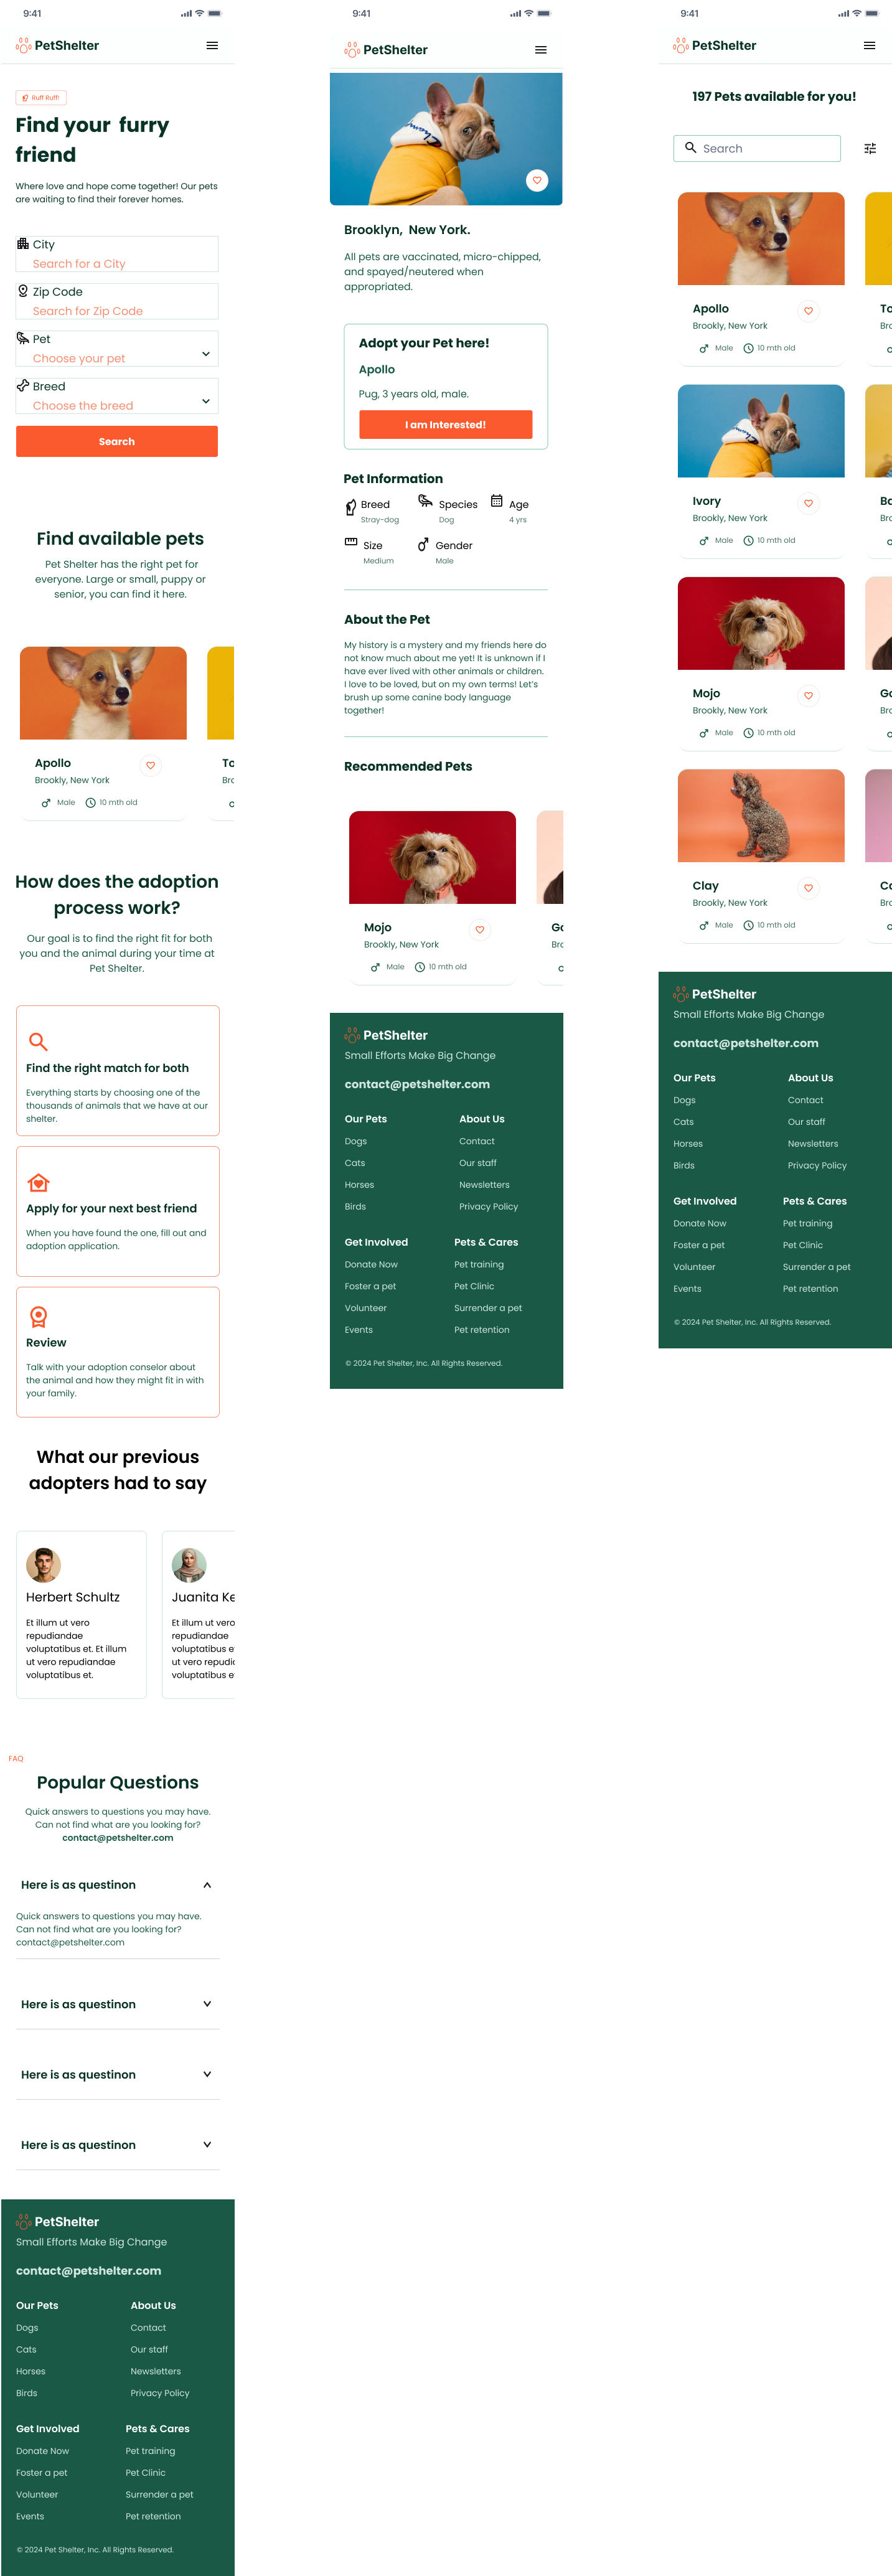 9:41
PetShelter
Ruff Ruff!
Find your furry
friend
Where love and hope come together! Our pets
are waiting to find their forever homes.
City
Search for a City
Zip Code
Search for Zip Code
Pet
Choose your pet
Breed
Choose the breed
Search
Find available pets
Pet Shelter has the right pet for
everyone. Large or small, puppy or
senior, you can find it here.
Apollo
Brookly, New York
Male 10 mth old
To
Bro
How does the adoption
process work?
Our goal is to find the right fit for both
you and the animal during your time at
Pet Shelter.
Find the right match for both
Everything starts by choosing one of the
thousands of animals that we have at our
shelter.
Apply for your next best friend
When you have found the one, fill out and
adoption application.
Review
Talk with your adoption conselor about
the animal and how they might fit in with
your family.
What our previous
adopters had to say
Herbert Schultz
Et illum ut vero
repudiandae
voluptatibus et. Et illum
ut vero repudiandae
voluptatibus et.
Juanita Ke
Et illum ut vero
repudiandae
voluptatibus e
ut vero repudia
voluptatibus e
FAQ
Popular Questions
Quick answers to questions you may have.
Can not find what are you looking for?
contact@petshelter.com
Here is as questinon
Quick answers to questions you may have.
Can not find what are you looking for?
contact@petshelter.com
Here is as questinon
Here is as questinon
Here is as questinon
PetShelter
Small Efforts Make Big Change
contact@petshelter.com
Our Pets
Dogs
Cats
Horses
Birds
About Us
Contact
Our staff
Newsletters
Privacy Policy
Get Involved
Donate Now
Foster a pet
Volunteer
Events
Pets & Cares
Pet training
Pet Clinic
Surrender a pet
Pet retention
© 2024 Pet Shelter, Inc. All Rights Reserved.
9:41
PetShelter
Brooklyn, New York.
All pets are vaccinated, micro-chipped,
and spayed/neutered when
appropriated.
Adopt your Pet here!
Apollo
Pug, 3 years old, male.
I am Interested!
Pet Information
Breed
Stray-dog
Species
Dog
Age
4 yrs
Size
Medium
Gender
Male
About the Pet
My history is a mystery and my friends here do
not know much about me yet! It is unknown if I
have ever lived with other animals or children.
I love to be loved, but on my own terms! Let's
brush up some canine body language
together!
Recommended Pets
Mojo
Brookly, New York
Male 10 mth old
Go
Bro
PetShelter
Small Efforts Make Big Change
contact@petshelter.com
Our Pets
Dogs
Cats
Horses
Birds
About Us
Contact
Our staff
Newsletters
Privacy Policy
Get Involved
Donate Now
Foster a pet
Volunteer
Events
Pets & Cares
Pet training
Pet Clinic
Surrender a pet
Pet retention
© 2024 Pet Shelter, Inc. All Rights Reserved.
9:41
PetShelter
197 Pets available for you!
Search
Apollo
Brookly, New York
Male 10 mth old
To
Bro
Ivory
Brookly, New York
Male 10 mth old
Ba
Bro
Mojo
Brookly, New York
Male 10 mth old
Go
Bro
Clay
Brookly, New York
Male 10 mth old
Co
Bro
PetShelter
Small Efforts Make Big Change
contact@petshelter.com
Our Pets
Dogs
Cats
Horses
Birds
About Us
Contact
Our staff
Newsletters
Privacy Policy
Get Involved
Donate Now
Foster a pet
Volunteer
Events
Pets & Cares
Pet training
Pet Clinic
Surrender a pet
Pet retention
© 2024 Pet Shelter, Inc. All Rights Reserved.